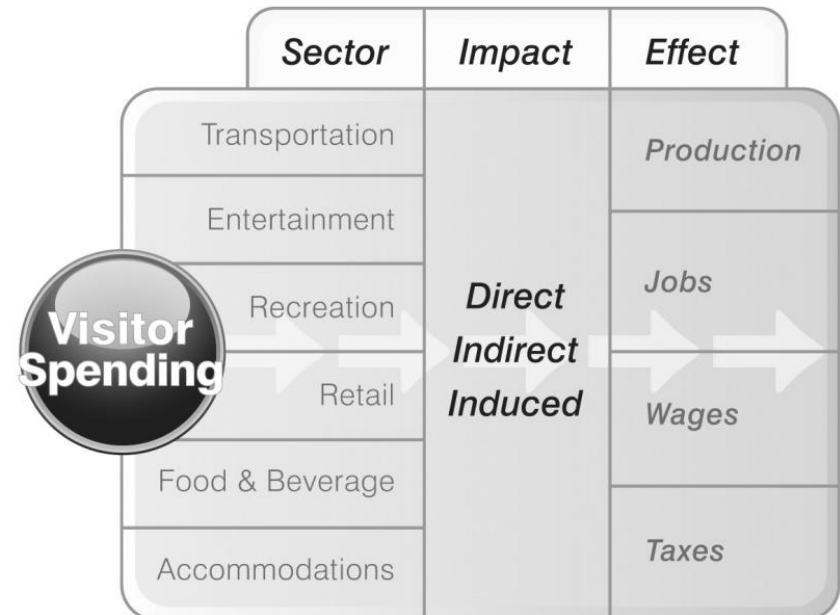 Sector
Impact
Effect
Transportation
Entertainment
Recreation
Retail
Food & Beverage
Accommodations
Visitor
Spending
Direct
Indirect
Induced
Production
Jobs
Wages
Taxes